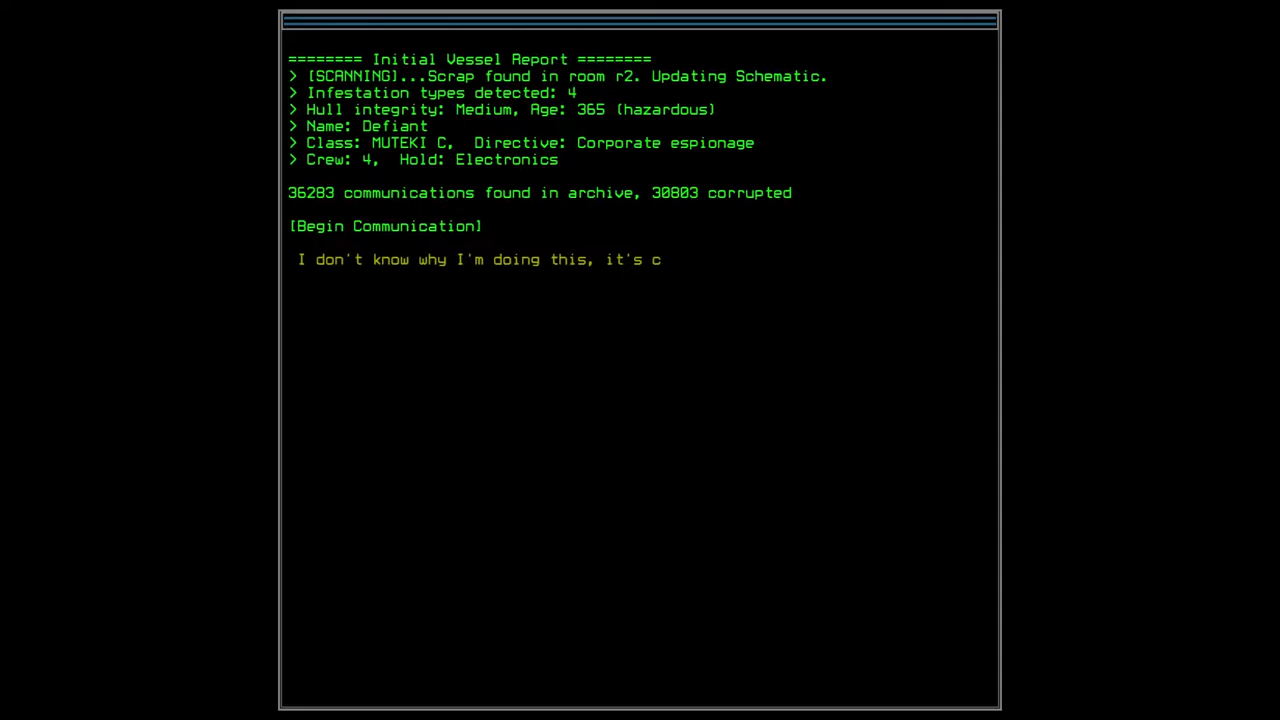 ======== Initial Vessel Report ========
> [SCANNING]...Scrap found in room r2. Updating Schematic.
> Infestation types detected: 4
> Hull integrity: Medium, Age: 365 (hazardous)
> Name: Defiant
> Class: MUTEKI C,  Directive: Corporate espionage
> Crew: 4,  Hold: Electronics
36283 communications found in archive, 30803 corrupted
[Begin Communication]
I don't know why I'm doing this, it's c